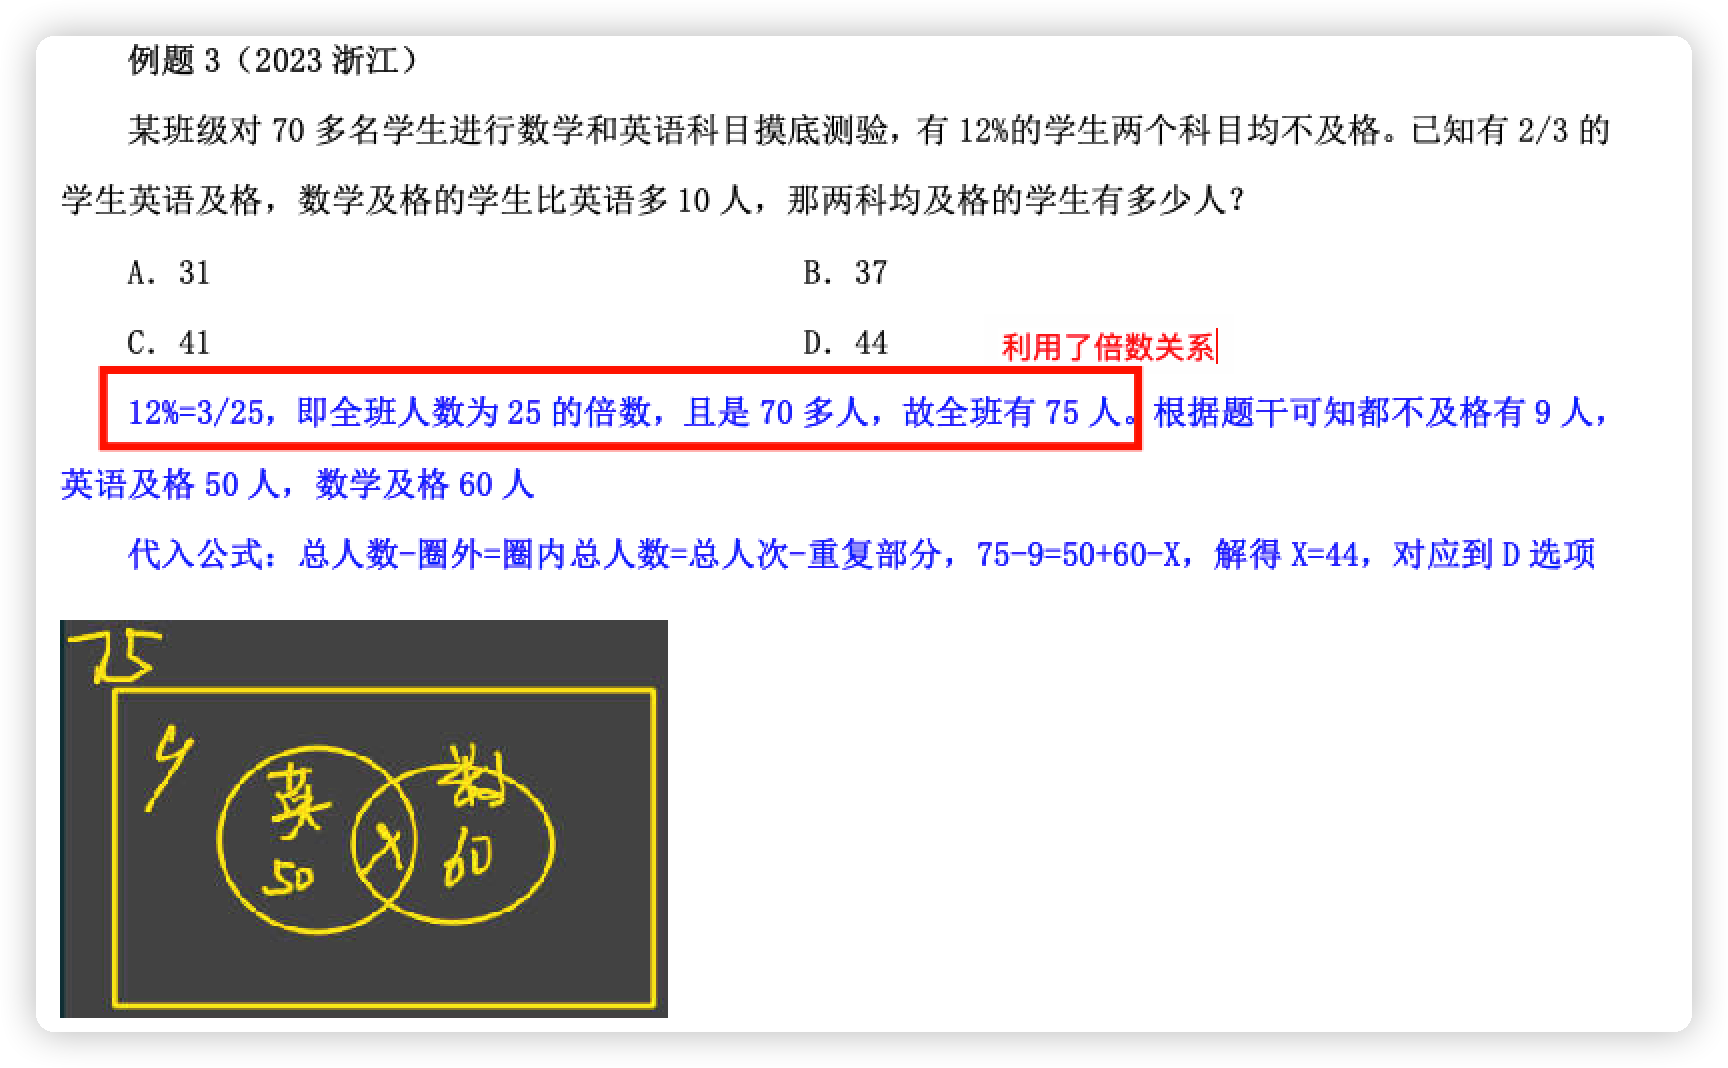 例题 3（2023 浙江）
某班级对 70 多名学生进行数学和英语科目摸底测验，有 12%的学生两个科目均不及格。已知有 2/3 的
学生英语及格，数学及格的学生比英语多 10 人，那两科均及格的学生有多少人？
A. 31 B. 37
C. 41 D. 44 利用了倍数关系
12%=3/25，即全班人数为 25 的倍数，且是 70 多人，故全班有 75 人。根据题干可知都不及格有 9 人，
英语及格 50 人，数学及格 60 人
代入公式：总人数-圈外=圈内总人数=总人次-重复部分，75-9=50+60-X，解得 X=44，对应到 D 选项
75
9
英 数
50 X 60